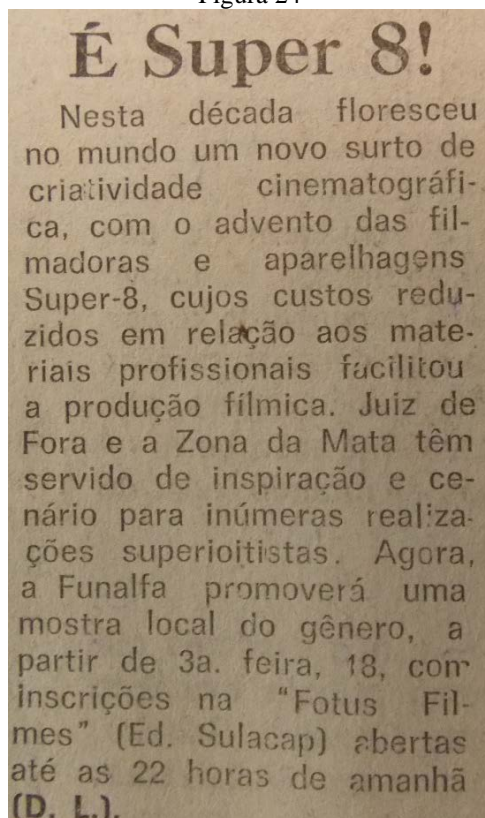 Figura 24
É Super 8!
Nesta década floresceu
no mundo um novo surto de
criatividade cinematográfi-
ca, com o advento das fil-
madoras e aparelhagens
Super-8, cujos custos redu-
zidos em relação aos mate-
riais profissionais facilitou
a produção fílmica. Juiz de
Fora e a Zona da Mata têm
servido de inspiração e ce-
nário para inúmeras realiza-
ções superioitistas. Agora,
a Funalfa promoverá uma
mostra local do gênero, a
partir de 3a. feira, 18, com
inscrições na "Fotus Fil-
mes" (Ed. Sulacap) abertas
até as 22 horas de amanhã
(D. L.).